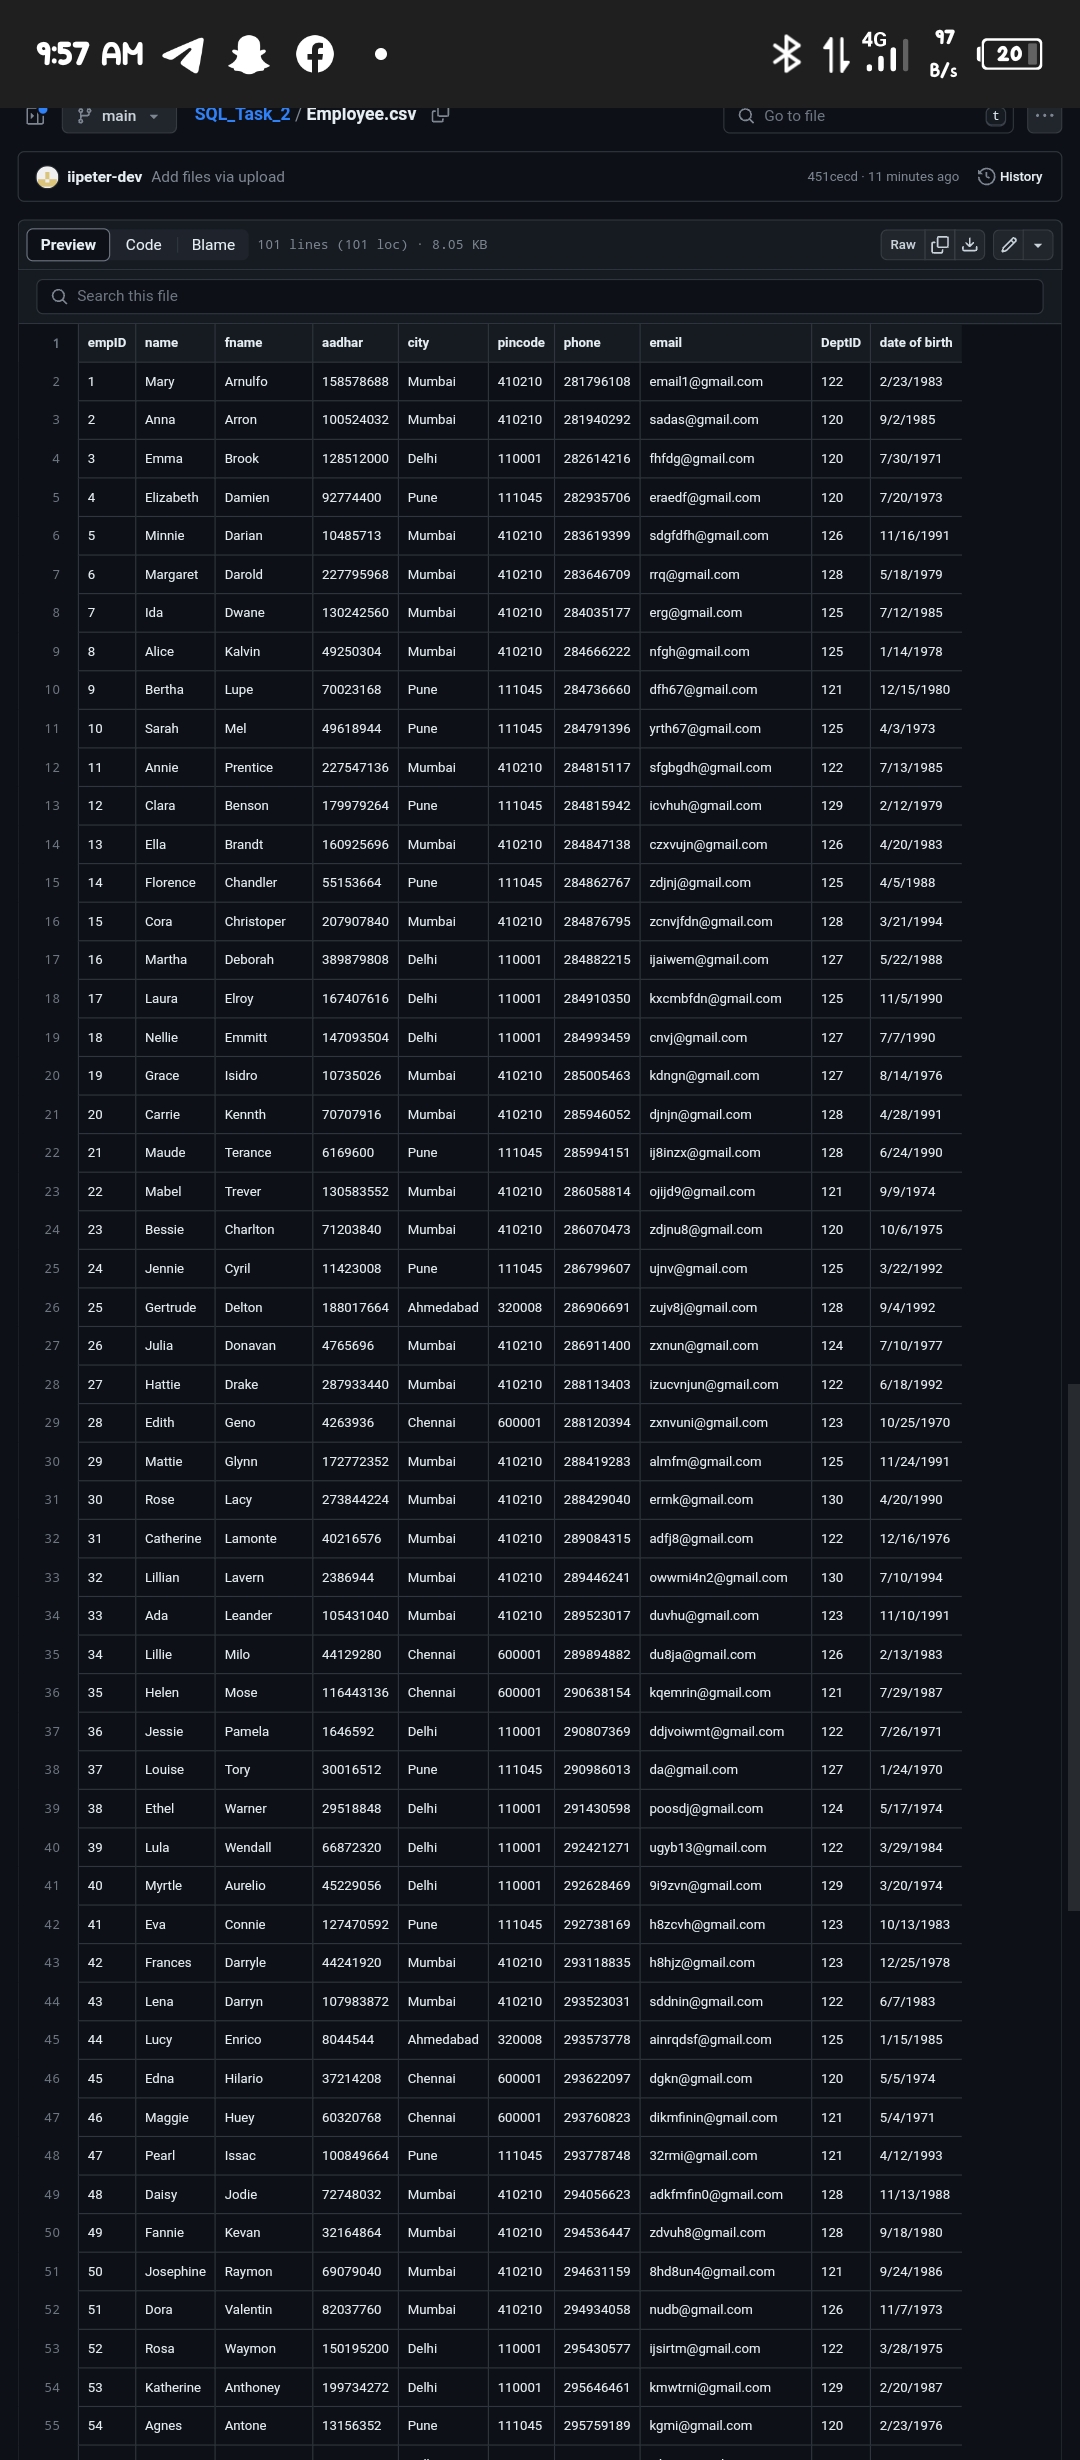 9:57 AM 4G 97 B/s 20
main SQL_Task_2 / Employee.csv Go to file t
iipeter-dev Add files via upload 451cecd · 11 minutes ago History
Preview Code Blame 101 lines (101 loc) · 8.05 KB Raw
Search this file
1 empID name fname aadhar city pincode phone email DeptID date of birth
2 1 Mary Arnulfo 158578688 Mumbai 410210 281796108 email1@gmail.com 122 2/23/1983
3 2 Anna Arron 100524032 Mumbai 410210 281940292 sadas@gmail.com 120 9/2/1985
4 3 Emma Brook 128512000 Delhi 110001 282614216 fhfdg@gmail.com 120 7/30/1971
5 4 Elizabeth Damien 92774400 Pune 111045 282935706 eraedf@gmail.com 120 7/20/1973
6 5 Minnie Darian 10485713 Mumbai 410210 283619399 sdgfdfh@gmail.com 126 11/16/1991
7 6 Margaret Darold 227795968 Mumbai 410210 283646709 rrq@gmail.com 128 5/18/1979
8 7 Ida Dwane 130242560 Mumbai 410210 284035177 erg@gmail.com 125 7/12/1985
9 8 Alice Kalvin 49250304 Mumbai 410210 284666222 nfgh@gmail.com 125 1/14/1978
10 9 Bertha Lupe 70023168 Pune 111045 284736660 dfh67@gmail.com 121 12/15/1980
11 10 Sarah Mel 49618944 Pune 111045 284791396 yrth67@gmail.com 125 4/3/1973
12 11 Annie Prentice 227547136 Mumbai 410210 284815117 sfgbgdh@gmail.com 122 7/13/1985
13 12 Clara Benson 179979264 Pune 111045 284815942 icvhuh@gmail.com 129 2/12/1979
14 13 Ella Brandt 160925696 Mumbai 410210 284847138 czxvujn@gmail.com 126 4/20/1983
15 14 Florence Chandler 55153664 Pune 111045 284862767 zdjnj@gmail.com 125 4/5/1988
16 15 Cora Christoper 207907840 Mumbai 410210 284876795 zcnvjfdn@gmail.com 128 3/21/1994
17 16 Martha Deborah 389879808 Delhi 110001 284882215 ijaiwem@gmail.com 127 5/22/1988
18 17 Laura Elroy 167407616 Delhi 110001 284910350 kxcmbfdn@gmail.com 125 11/5/1990
19 18 Nellie Emmitt 147093504 Delhi 110001 284993459 cnvj@gmail.com 127 7/7/1990
20 19 Grace Isidro 10735026 Mumbai 410210 285005463 kdngn@gmail.com 127 8/14/1976
21 20 Carrie Kennth 70707916 Mumbai 410210 285946052 djnjn@gmail.com 128 4/28/1991
22 21 Maude Terance 6169600 Pune 111045 285994151 ij8inzx@gmail.com 128 6/24/1990
23 22 Mabel Trever 130583552 Mumbai 410210 286058814 ojijd9@gmail.com 121 9/9/1974
24 23 Bessie Charlton 71203840 Mumbai 410210 286070473 zdjnu8@gmail.com 120 10/6/1975
25 24 Jennie Cyril 11423008 Pune 111045 286799607 ujnv@gmail.com 125 3/22/1992
26 25 Gertrude Delton 188017664 Ahmedabad 320008 286906691 zujv8j@gmail.com 128 9/4/1992
27 26 Julia Donavan 4765696 Mumbai 410210 286911400 zxnun@gmail.com 124 7/10/1977
28 27 Hattie Drake 287933440 Mumbai 410210 288113403 izucvnjun@gmail.com 122 6/18/1992
29 28 Edith Geno 4263936 Chennai 600001 288120394 zxnvuni@gmail.com 123 10/25/1970
30 29 Mattie Glynn 172772352 Mumbai 410210 288419283 almfm@gmail.com 125 11/24/1991
31 30 Rose Lacy 273844224 Mumbai 410210 288429040 ermk@gmail.com 130 4/20/1990
32 31 Catherine Lamonte 40216576 Mumbai 410210 289084315 adfj8@gmail.com 122 12/16/1976
33 32 Lillian Lavern 2386944 Mumbai 410210 289446241 owwmi4n2@gmail.com 130 7/10/1994
34 33 Ada Leander 105431040 Mumbai 410210 289523017 duvhu@gmail.com 123 11/10/1991
35 34 Lillie Milo 44129280 Chennai 600001 289894882 du8ja@gmail.com 126 2/13/1983
36 35 Helen Mose 116443136 Chennai 600001 290638154 kqemrin@gmail.com 121 7/29/1987
37 36 Jessie Pamela 1646592 Delhi 110001 290807369 ddjvoiwmt@gmail.com 122 7/26/1971
38 37 Louise Tory 30016512 Pune 111045 290986013 da@gmail.com 127 1/24/1970
39 38 Ethel Warner 29518848 Delhi 110001 291430598 poosdj@gmail.com 124 5/17/1974
40 39 Lula Wendall 66872320 Delhi 110001 292421271 ugyb13@gmail.com 122 3/29/1984
41 40 Myrtle Aurelio 45229056 Delhi 110001 292628469 9i9zvn@gmail.com 129 3/20/1974
42 41 Eva Connie 127470592 Pune 111045 292738169 h8zcvh@gmail.com 123 10/13/1983
43 42 Frances Darryle 44241920 Mumbai 410210 293118835 h8hjz@gmail.com 123 12/25/1978
44 43 Lena Darryn 107983872 Mumbai 410210 293523031 sddnin@gmail.com 122 6/7/1983
45 44 Lucy Enrico 8044544 Ahmedabad 320008 293573778 ainrqdsf@gmail.com 125 1/15/1985
46 45 Edna Hilario 37214208 Chennai 600001 293622097 dgkn@gmail.com 120 5/5/1974
47 46 Maggie Huey 60320768 Chennai 600001 293760823 dikmfinin@gmail.com 121 5/4/1971
48 47 Pearl Issac 100849664 Pune 111045 293778748 32rmi@gmail.com 121 4/12/1993
49 48 Daisy Jodie 72748032 Mumbai 410210 294056623 adkfmfin0@gmail.com 128 11/13/1988
50 49 Fannie Kevan 32164864 Mumbai 410210 294536447 zdvuh8@gmail.com 128 9/18/1980
51 50 Josephine Raymon 69079040 Mumbai 410210 294631159 8hd8un4@gmail.com 121 9/24/1986
52 51 Dora Valentin 82037760 Mumbai 410210 294934058 nudb@gmail.com 126 11/7/1973
53 52 Rosa Waymon 150195200 Delhi 110001 295430577 ijsirtm@gmail.com 122 3/28/1975
54 53 Katherine Anthoney 199734272 Delhi 110001 295646461 kmwtrni@gmail.com 129 2/20/1987
55 54 Agnes Antone 13156352 Pune 111045 295759189 kgmi@gmail.com 120 2/23/1976